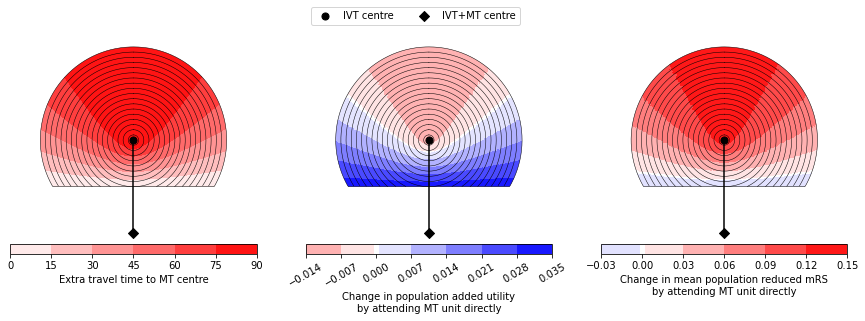 IVT centre IVT+MT centre
0 15 30 45 60 75 90
Extra travel time to MT centre
−0.014 −0.007 0.000 0.007 0.014 0.021 0.028 0.035
Change in population added utility
by attending MT unit directly
−0.03 0.00 0.03 0.06 0.09 0.12 0.15
Change in mean population reduced mRS
by attending MT unit directly